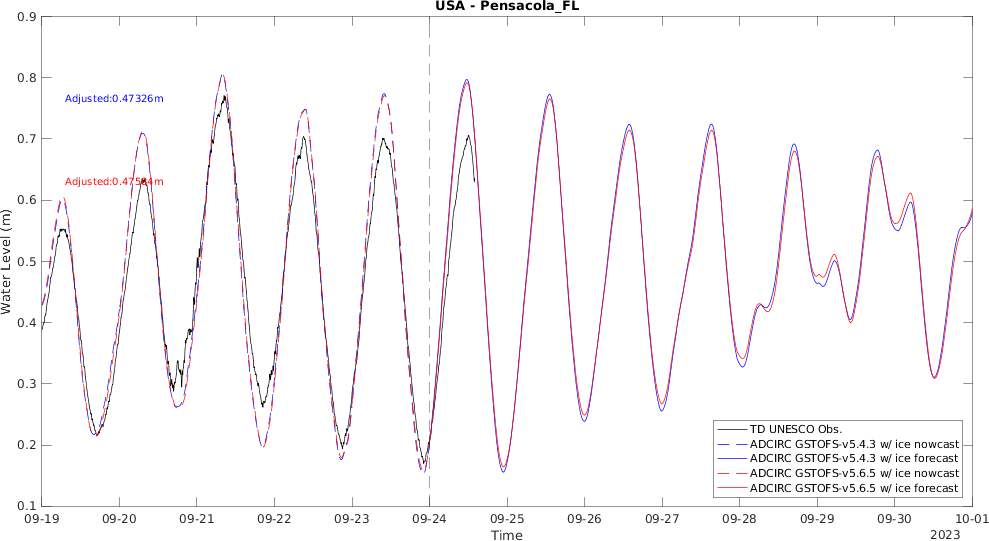 USA - Pensacola_FL
0.9
0.8
0.7
0.6
0.5
0.4
0.3
0.2
0.1
Water Level (m)
Adjusted:0.47326m
TD UNESCO Obs.
ADCIRC GSTOFS-v5.4.3 w/ ice nowcast
ADCIRC GSTOFS-v5.4.3 w/ ice forecast
ADCIRC GSTOFS-v5.6.5 w/ ice nowcast
ADCIRC GSTOFS-v5.6.5 w/ ice forecast
09-19 09-20 09-21 09-22 09-23 09-24 09-25 09-26 09-27 09-28 09-29 09-30 10-01
Time
2023